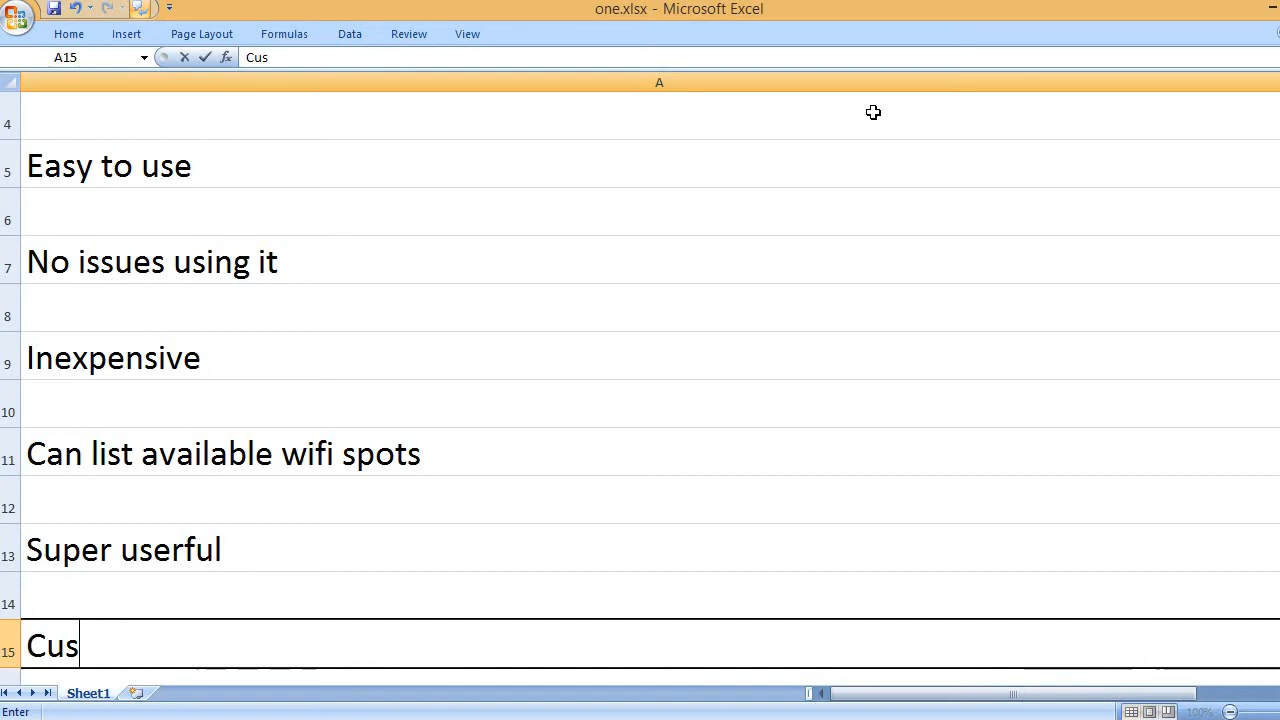 one.xlsx - Microsoft Excel
Home Insert Page Layout Formulas Data Review View
A15 fx Cus
A
4
5 Easy to use
6
7 No issues using it
8
9 Inexpensive
10
11 Can list available wifi spots
12
13 Super userful
14
15 Cus
Sheet1
Enter 100%